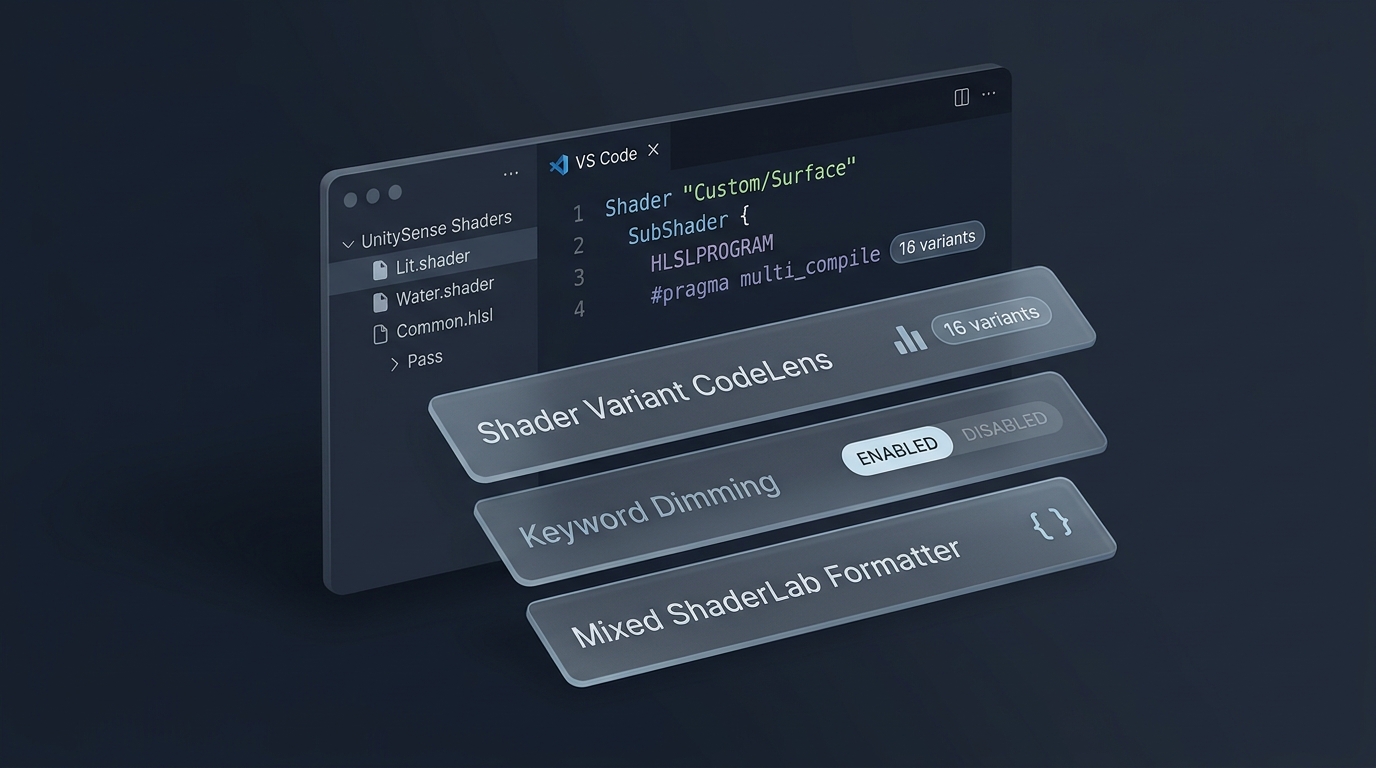 UnitySense Shaders
Lit.shader
Water.shader
Common.hlsl
Pass
VS Code
1 Shader "Custom/Surface"
2 SubShader {
3 HLSLPROGRAM
4 #pragma multi_compile 16 variants
Shader Variant CodeLens 16 variants
Keyword Dimming ENABLED DISABLED
Mixed ShaderLab Formatter { }